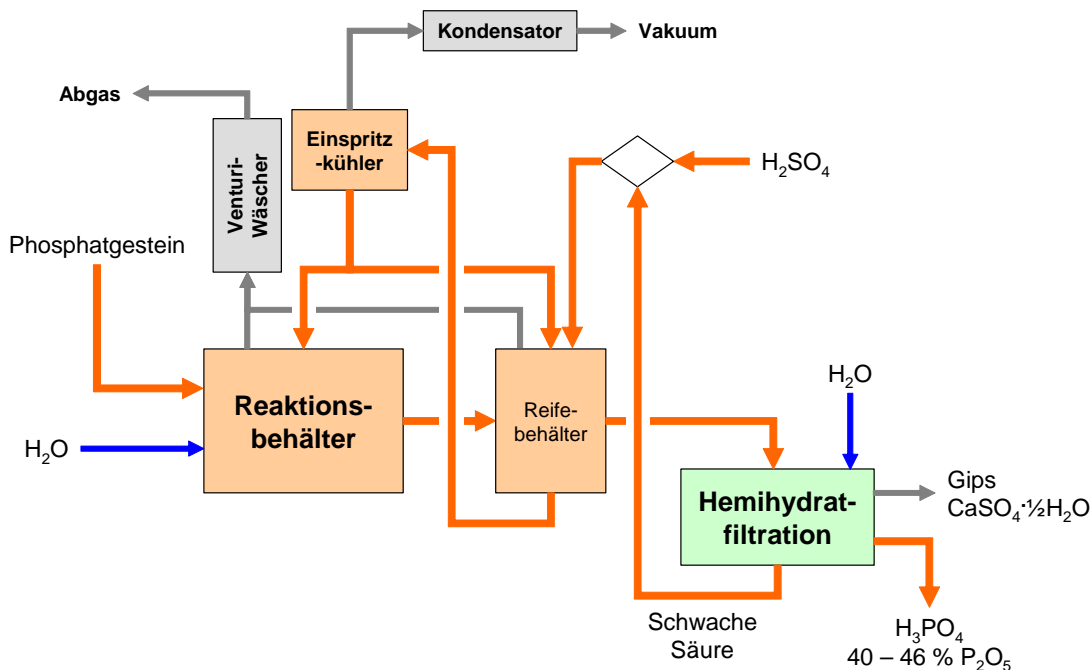 Kondensator
Vakuum
Abgas
Einspritz
-kühler
Venturi-
Wäscher
H₂SO₄
Phosphatgestein
Reaktions-
behälter
Reife-
behälter
H₂O
H₂O
Hemihydrat-
filtration
Gips
CaSO₄·½H₂O
Schwache
Säure
H₃PO₄
40 – 46 % P₂O₅